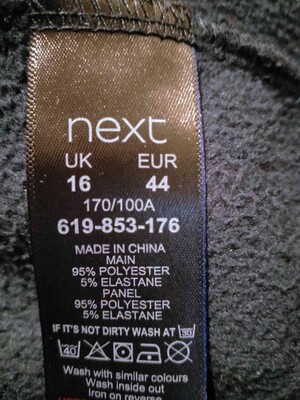 next
UK EUR
16 44
170/100A
619-853-176
MADE IN CHINA
MAIN
95% POLYESTER
5% ELASTANE
PANEL
95% POLYESTER
5% ELASTANE
IF IT'S NOT DIRTY WASH AT 30
40
Wash with similar colours
Wash inside out
Iron on reverse